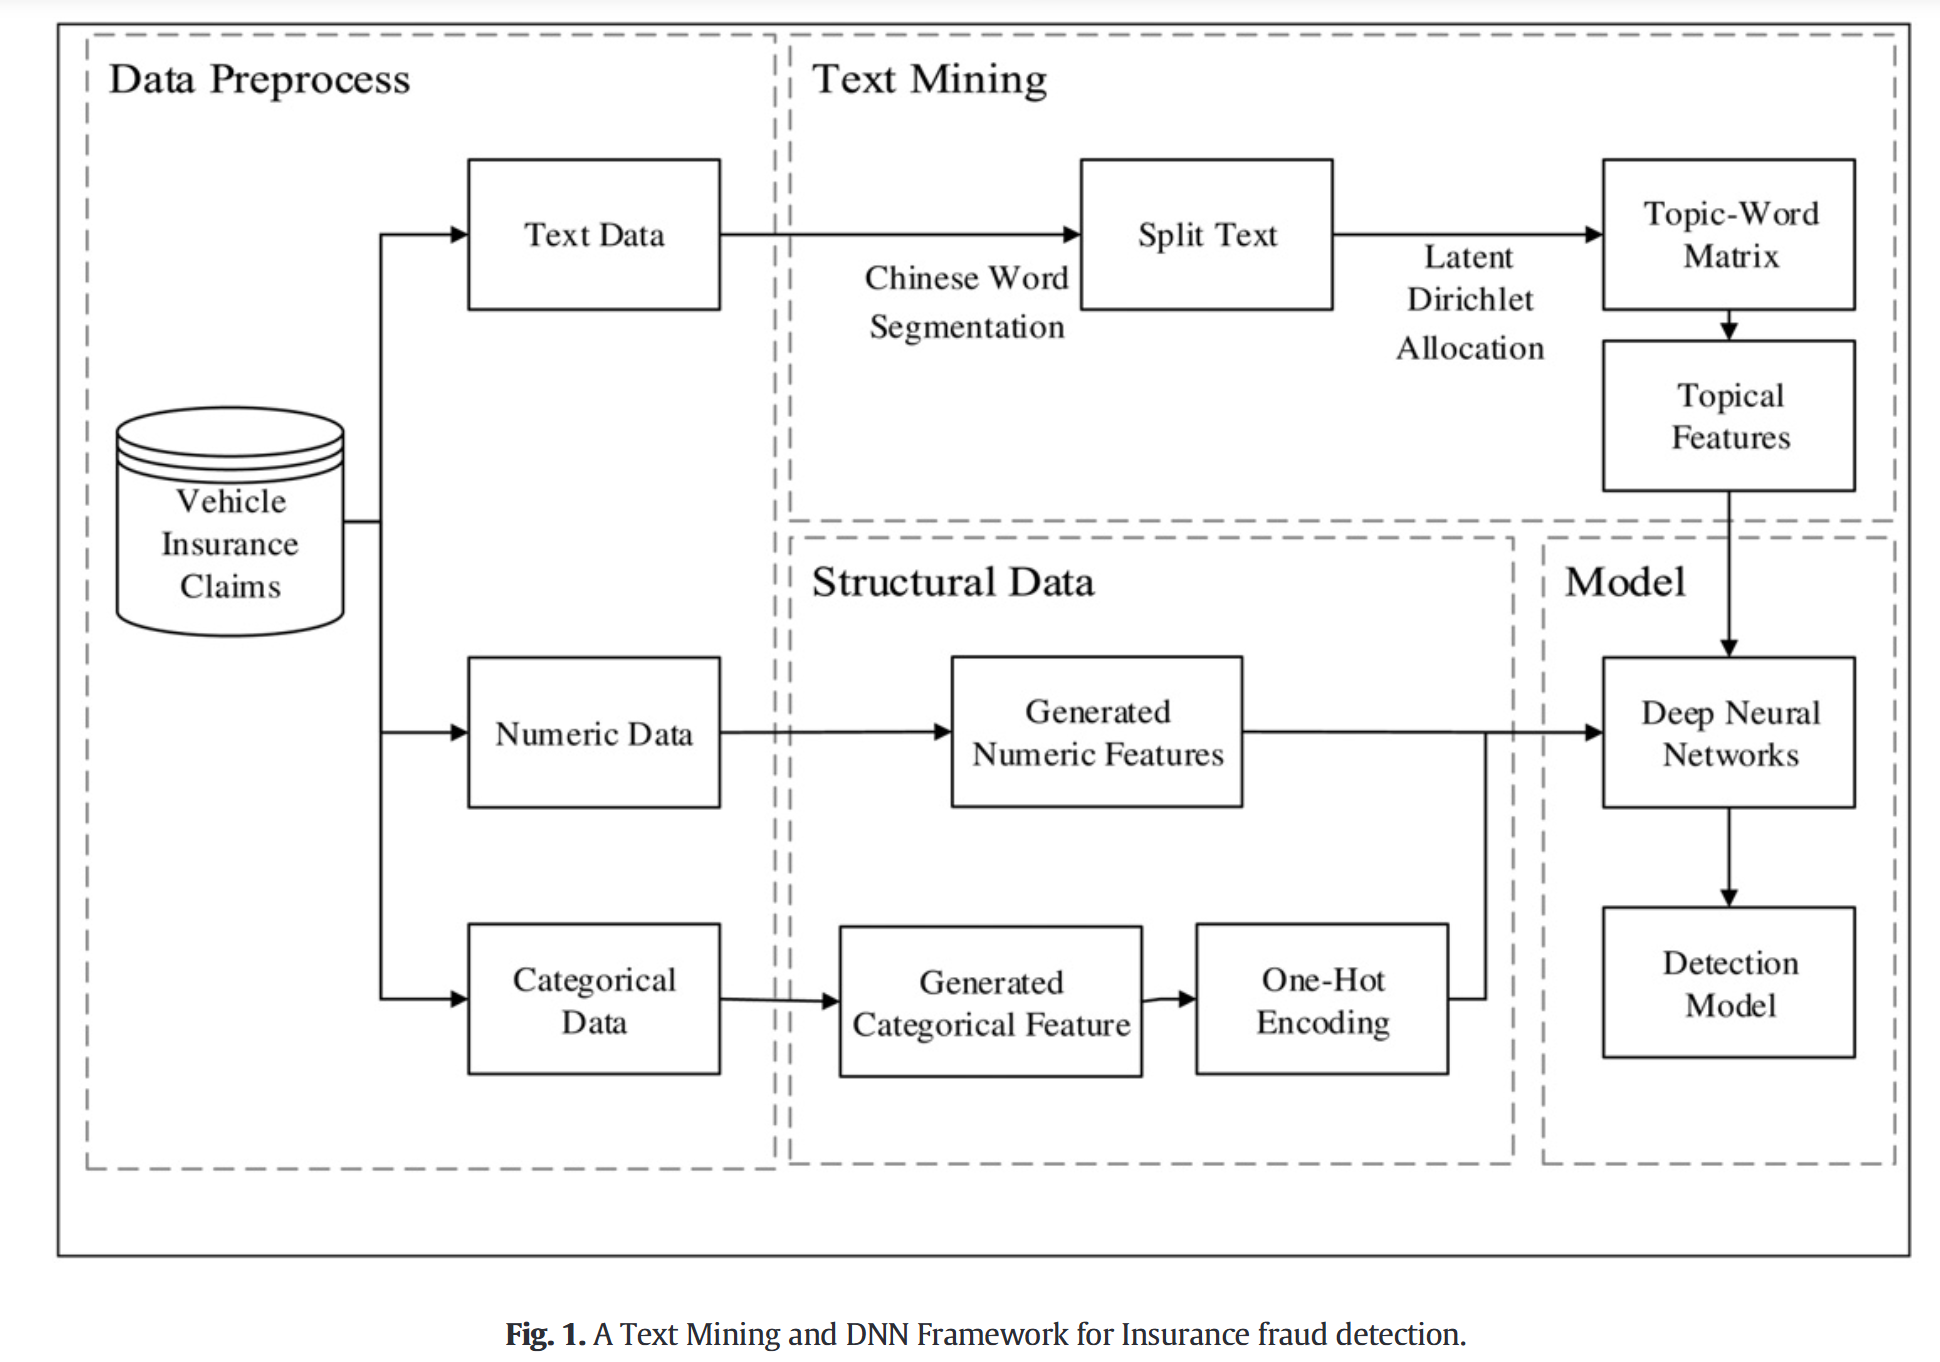 Data Preprocess
Text Mining
Text Data
Chinese Word
Segmentation
Split Text
Latent
Dirichlet
Allocation
Topic-Word
Matrix
Topical
Features
Vehicle
Insurance
Claims
Structural Data
Model
Numeric Data
Generated
Numeric Features
Deep Neural
Networks
Categorical
Data
Generated
Categorical Feature
One-Hot
Encoding
Detection
Model
Fig. 1. A Text Mining and DNN Framework for Insurance fraud detection.